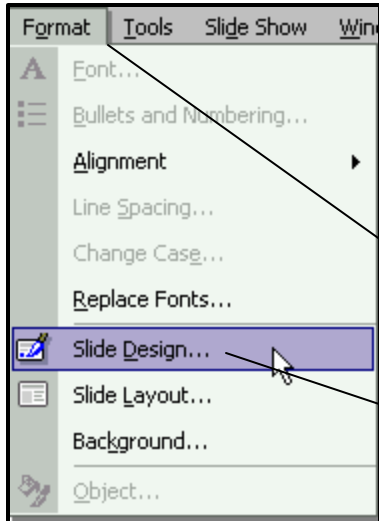 Format Tools Slide Show
Font...
Bullets and Numbering...
Alignment
Line Spacing...
Change Case...
Replace Fonts...
Slide Design...
Slide Layout...
Background...
Object...